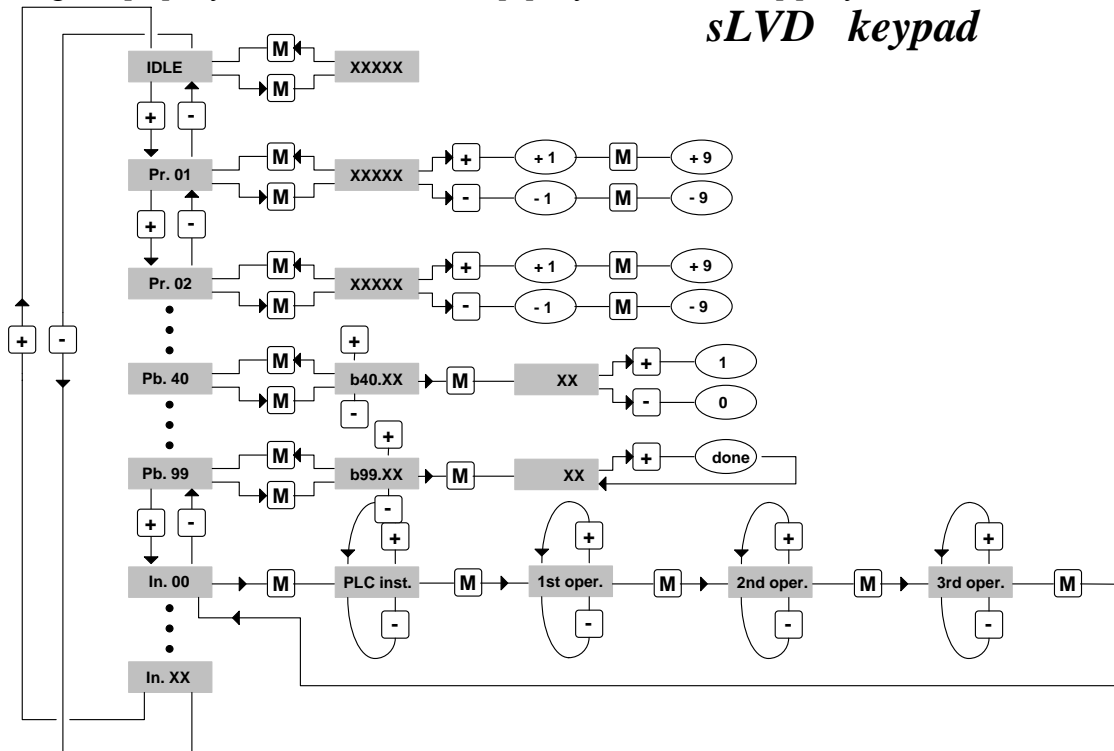 sLVD keypad
IDLE M XXXXX
M
+ -
Pr. 01 M XXXXX + + 1 M + 9
M - - 1 M - 9
+ -
Pr. 02 M XXXXX + + 1 M + 9
M - - 1 M - 9
+ -
+
Pb. 40 M b40.XX M XX + 1
M - 0
-
+
Pb. 99 M b99.XX M XX + done
M
-
+ - + + + +
In. 00 M PLC inst. M 1st oper. M 2nd oper. M 3rd oper. M
- - - -
In. XX